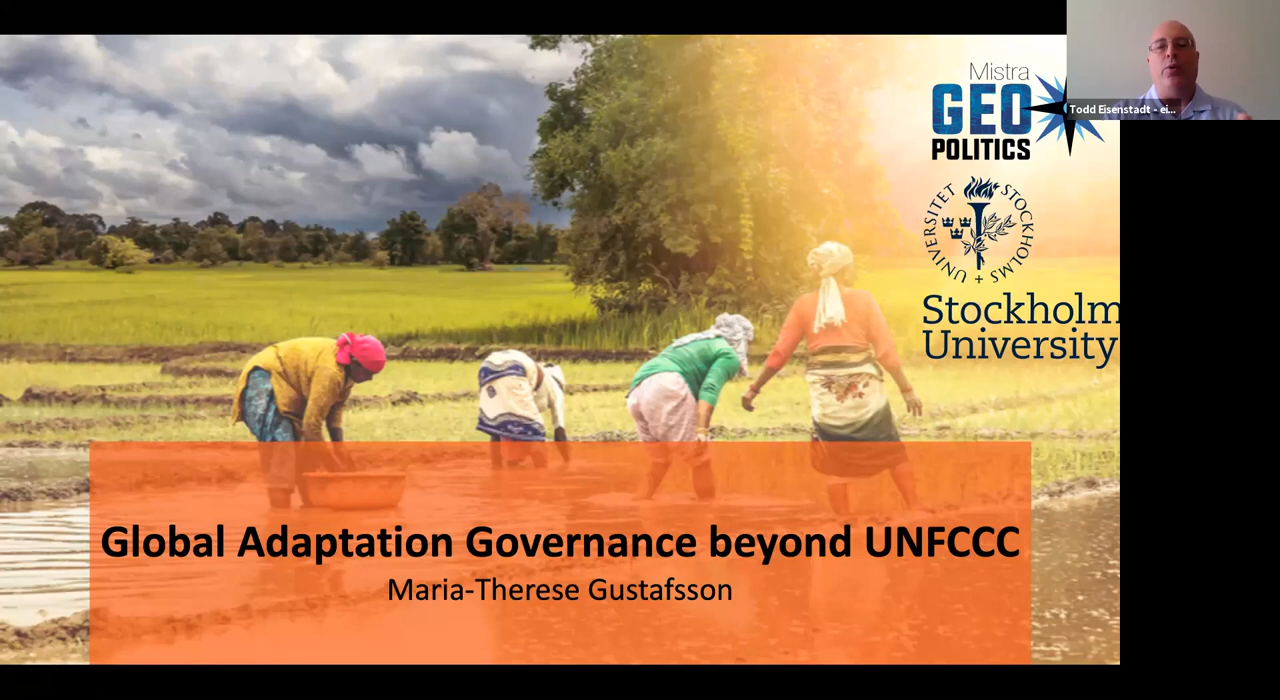 Mistra
GEO
POLITICS
Todd Eisenstadt - ei...
UNIVERSITET STOCKHOLMS
Stockholm
University
Global Adaptation Governance beyond UNFCCC
Maria-Therese Gustafsson